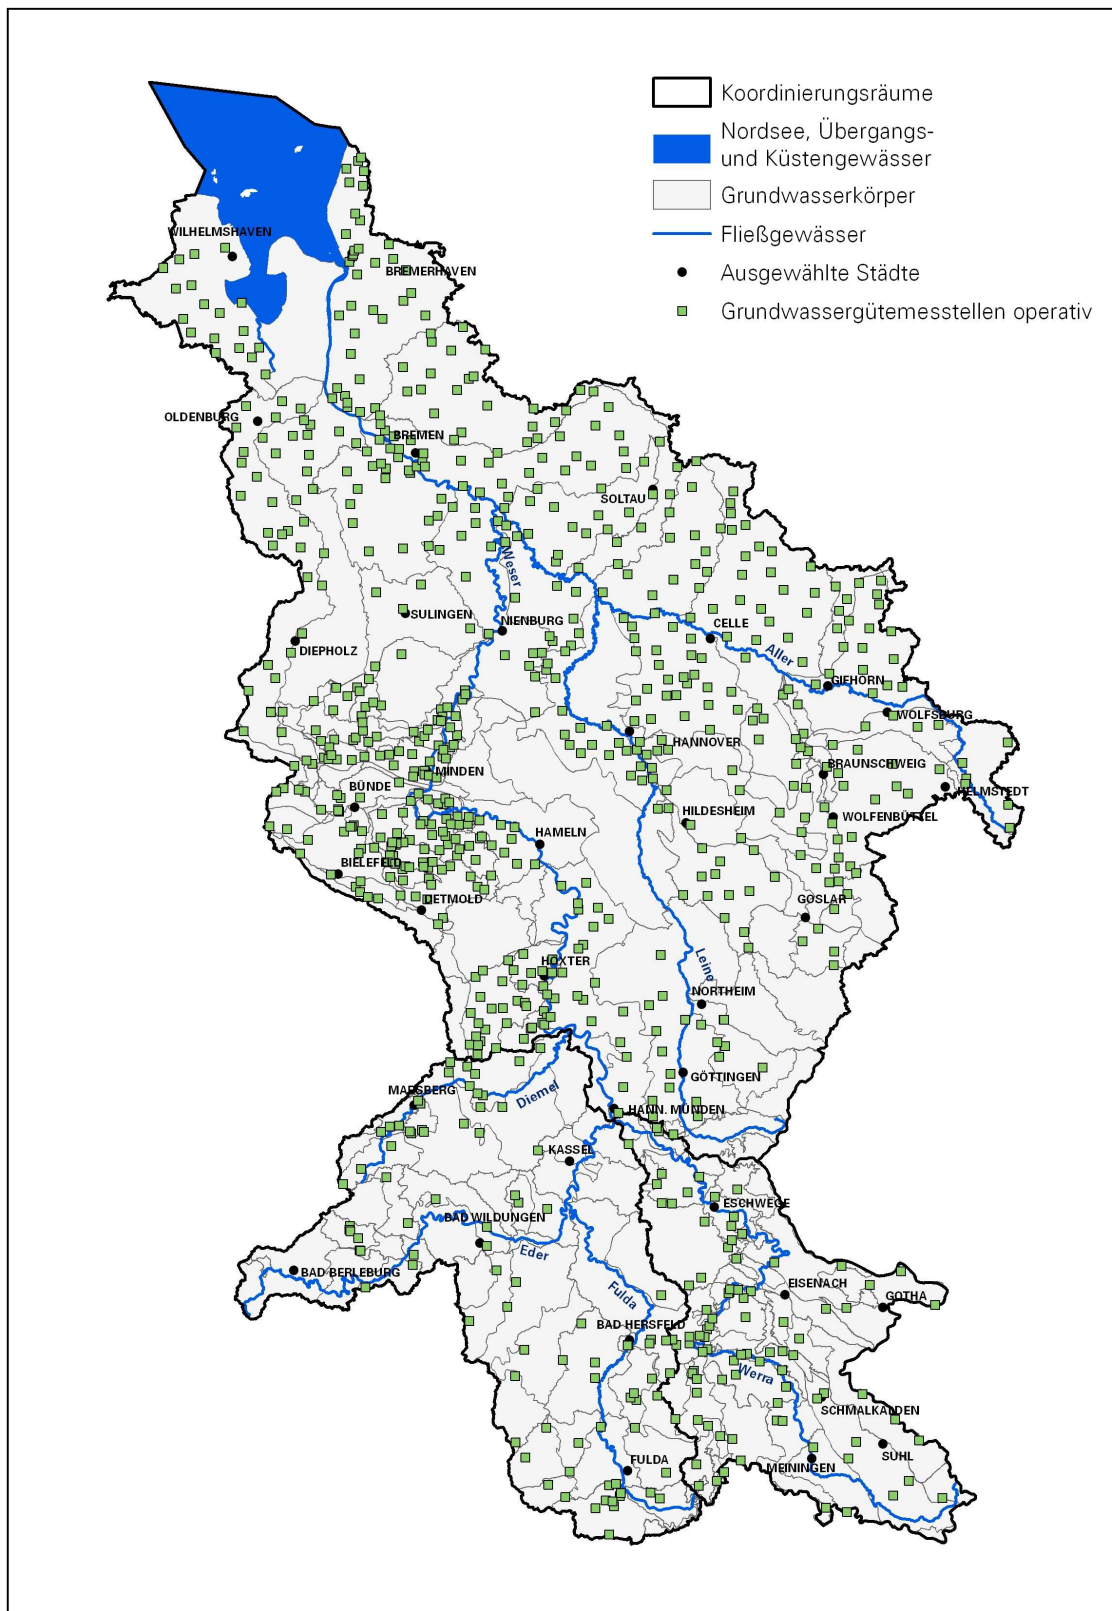 Koordinierungsräume
Nordsee, Übergangs-
und Küstengewässer
Grundwasserkörper
Fließgewässer
Ausgewählte Städte
Grundwassergütemesstellen operativ
WILHELMSHAVEN
BREMERHAVEN
OLDENBURG
BREMEN
SOLTAU
Weser
SULINGEN
NIENBURG
CELLE
DIEPHOLZ
Aller
GIFHORN
WOLFSBURG
HANNOVER
MINDEN
BRAUNSCHWEIG
BÜNDE
HELMSTEDT
HILDESHEIM
WOLFENBÜTTEL
HAMELN
BIELEFELD
DETMOLD
GOSLAR
HÖXTER
Leine
NORTHEIM
GÖTTINGEN
MARSBERG
Diemel
HANN. MÜNDEN
KASSEL
ESCHWEGE
BAD WILDUNGEN
Eder
BAD BERLEBURG
EISENACH
GOTHA
Fulda
BAD HERSFELD
Werra
SCHMALKALDEN
SUHL
MEININGEN
FULDA